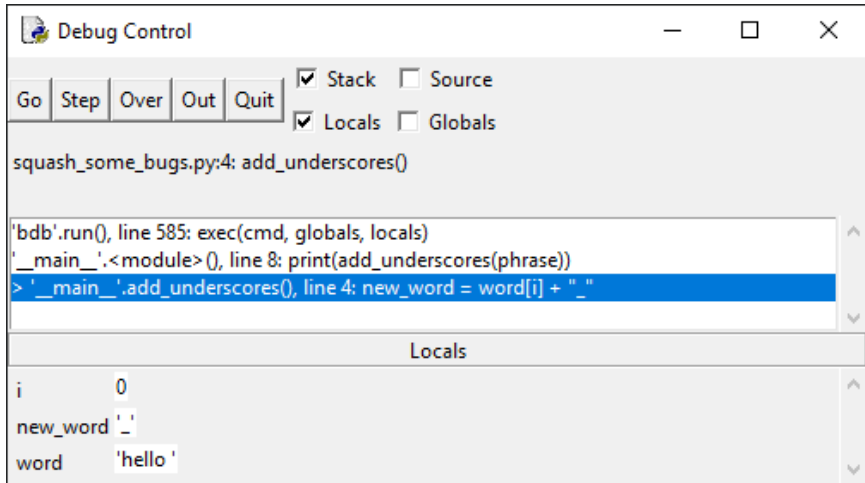 Debug Control
Go Step Over Out Quit Stack Source
Locals Globals
squash_some_bugs.py:4: add_underscores()
'bdb'.run(), line 585: exec(cmd, globals, locals)
'__main__'.<module>(), line 8: print(add_underscores(phrase))
> '__main__'.add_underscores(), line 4: new_word = word[i] + "_"
Locals
i 0
new_word '_'
word 'hello '